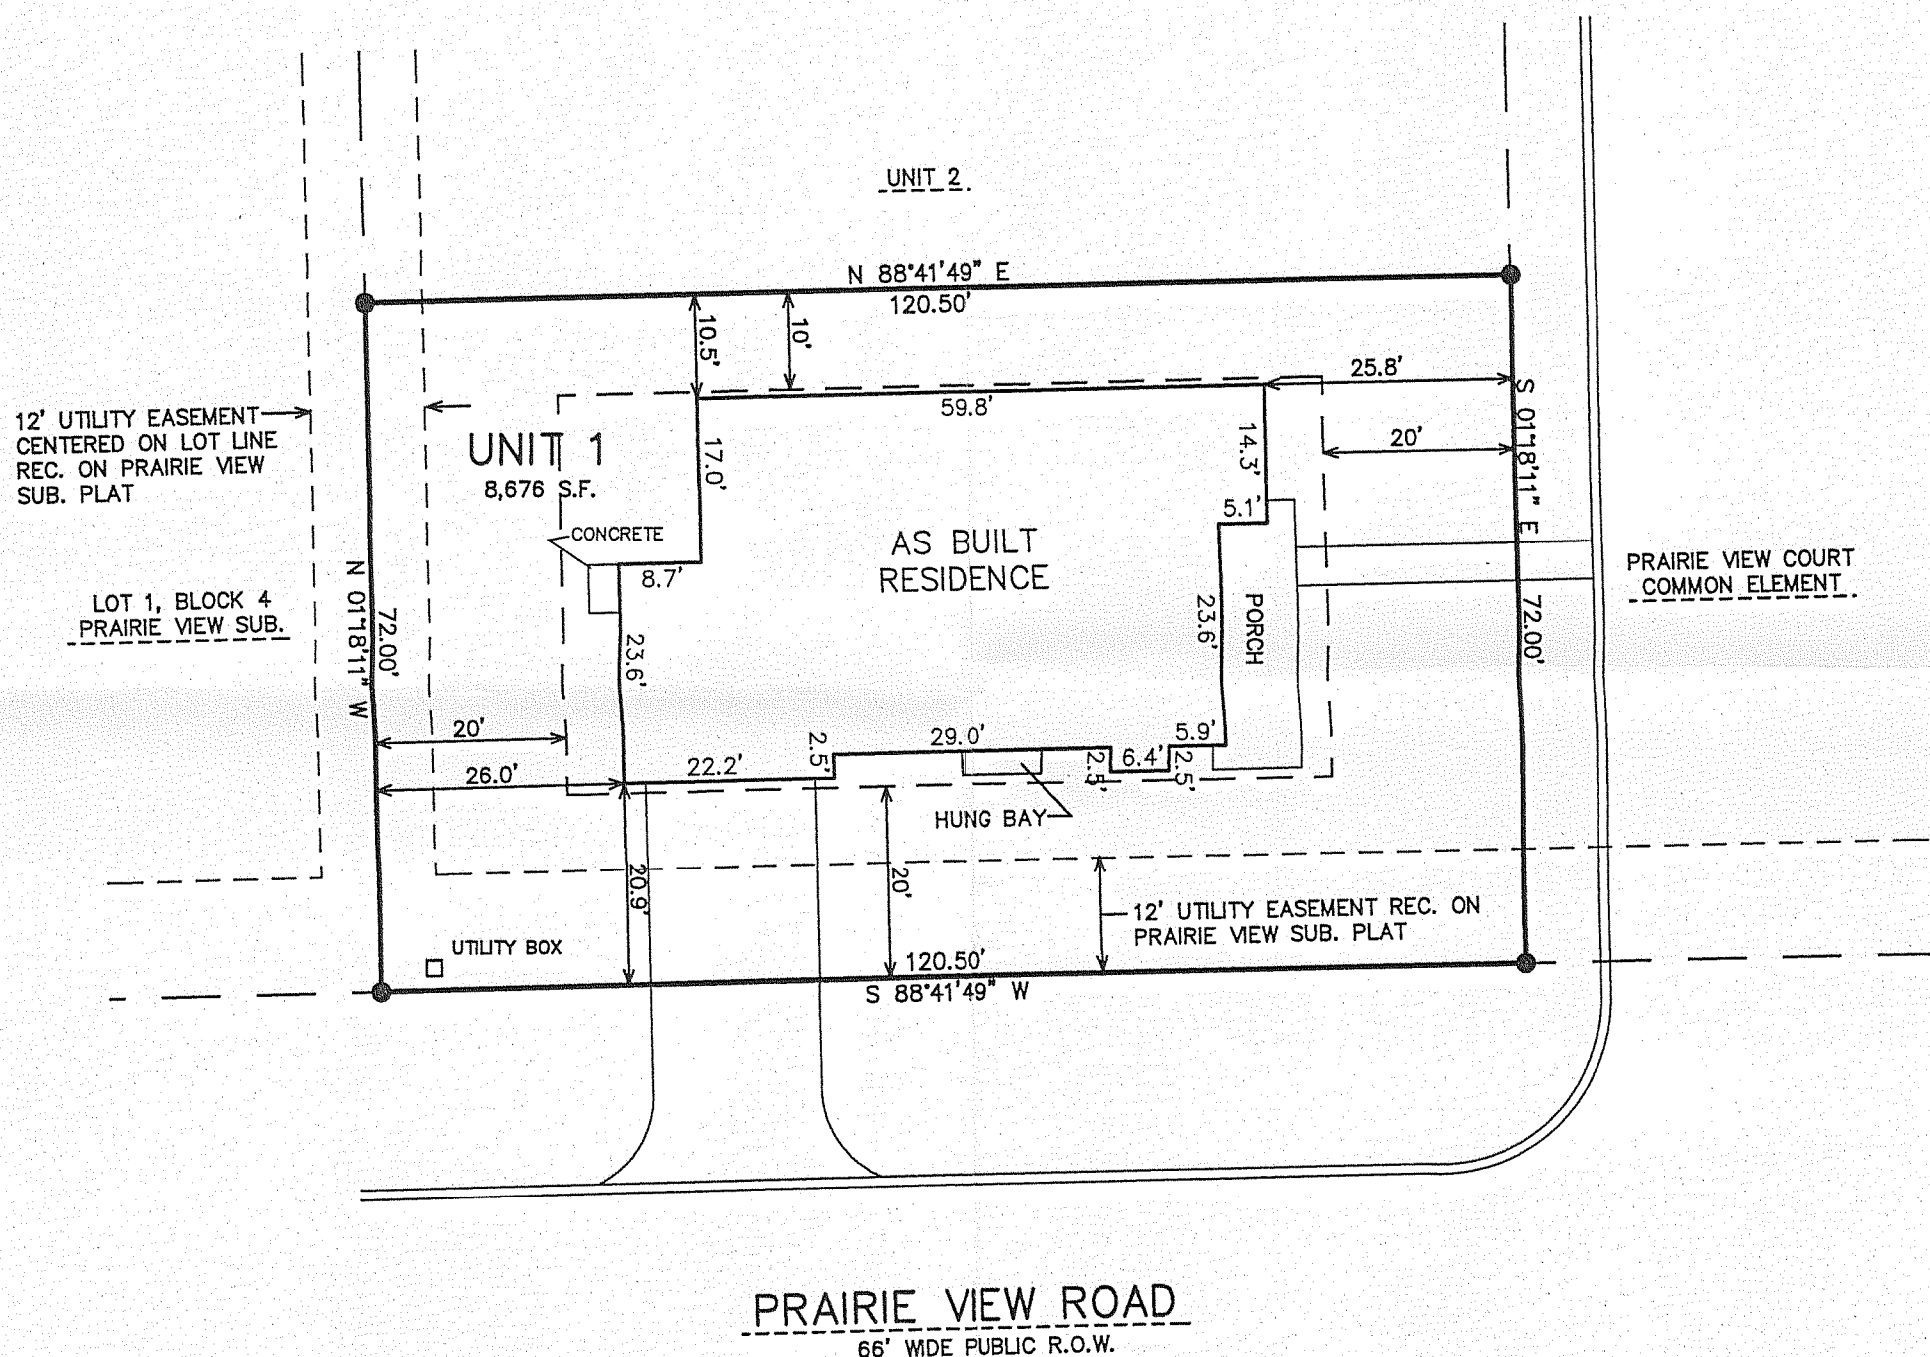 UNIT 2
N 88°41'49" E
120.50'
10.5'
10'
25.8'
59.8'
12' UTILITY EASEMENT
CENTERED ON LOT LINE
REC. ON PRAIRIE VIEW
SUB. PLAT
UNIT 1
8,676 S.F.
17.0'
14.3'
20'
S 01°18'11" E
5.1'
CONCRETE
8.7'
AS BUILT
RESIDENCE
PRAIRIE VIEW COURT
COMMON ELEMENT
LOT 1, BLOCK 4
PRAIRIE VIEW SUB.
N 01°18'11" W
72.00'
23.6'
23.6'
PORCH
72.00'
20'
26.0'
22.2'
2.5'
29.0'
2.5'
6.4'
5.9'
2.5'
HUNG BAY
20.9'
20'
12' UTILITY EASEMENT REC. ON
PRAIRIE VIEW SUB. PLAT
UTILITY BOX
120.50'
S 88°41'49" W
PRAIRIE VIEW ROAD
66' WIDE PUBLIC R.O.W.